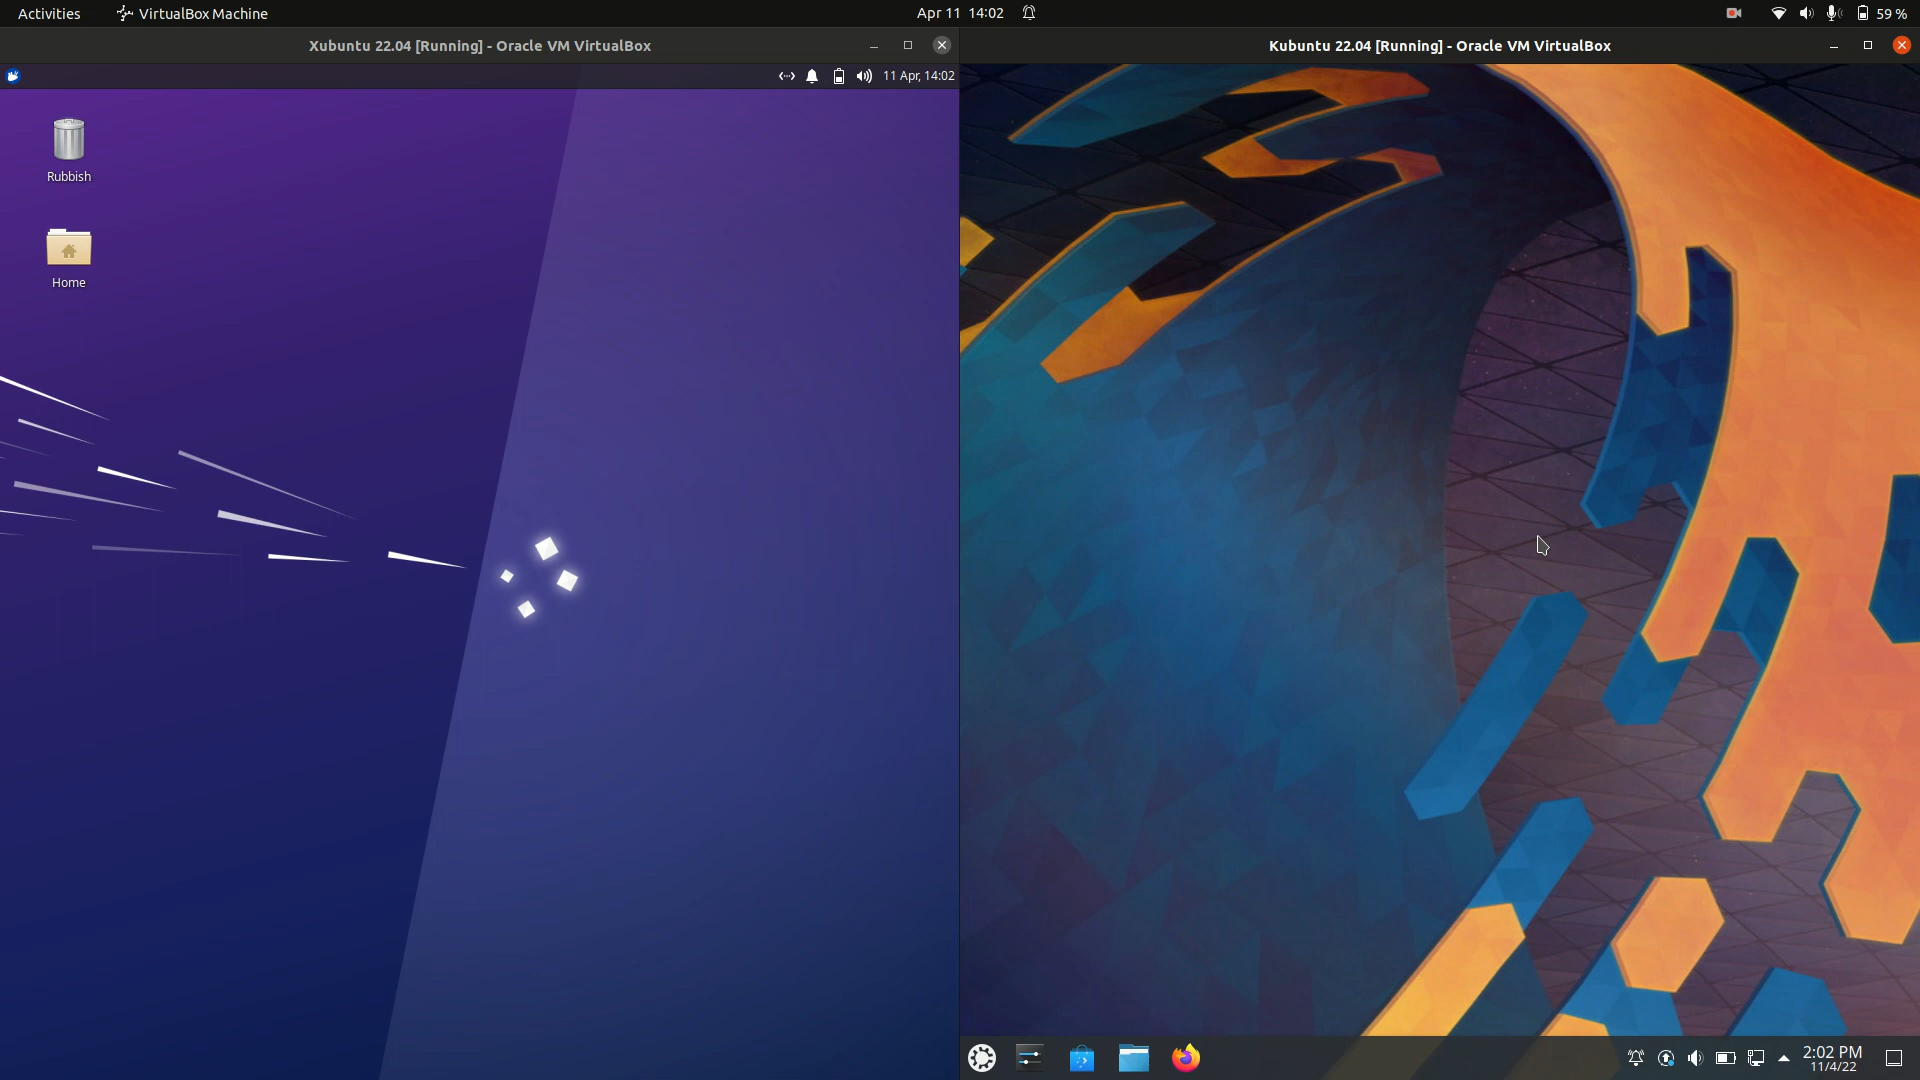 Activities
VirtualBox Machine
Apr 11 14:02
59 %
Xubuntu 22.04 [Running] - Oracle VM VirtualBox
11 Apr, 14:02
Rubbish
Home
Kubuntu 22.04 [Running] - Oracle VM VirtualBox
2:02 PM
11/4/22